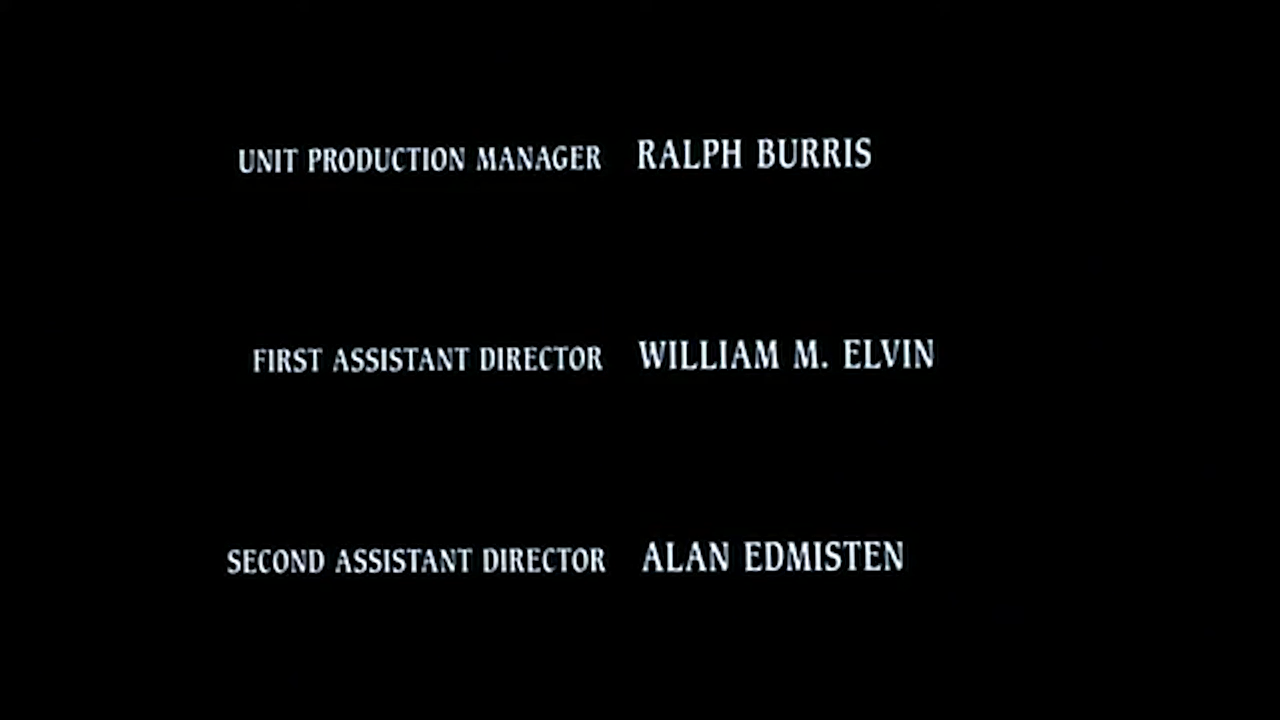 UNIT PRODUCTION MANAGER RALPH BURRIS
FIRST ASSISTANT DIRECTOR WILLIAM M. ELVIN
SECOND ASSISTANT DIRECTOR ALAN EDMISTEN